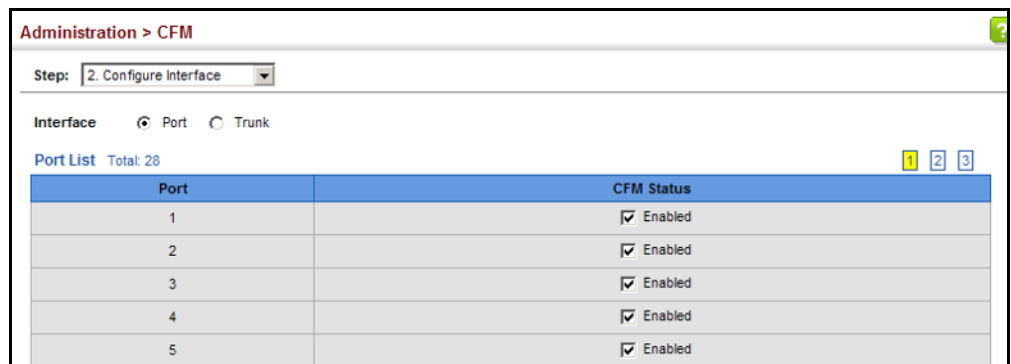 Administration > CFM
?
Step: 2. Configure Interface
Interface Port Trunk
Port List Total: 28 1 2 3
Port CFM Status
1 Enabled
2 Enabled
3 Enabled
4 Enabled
5 Enabled